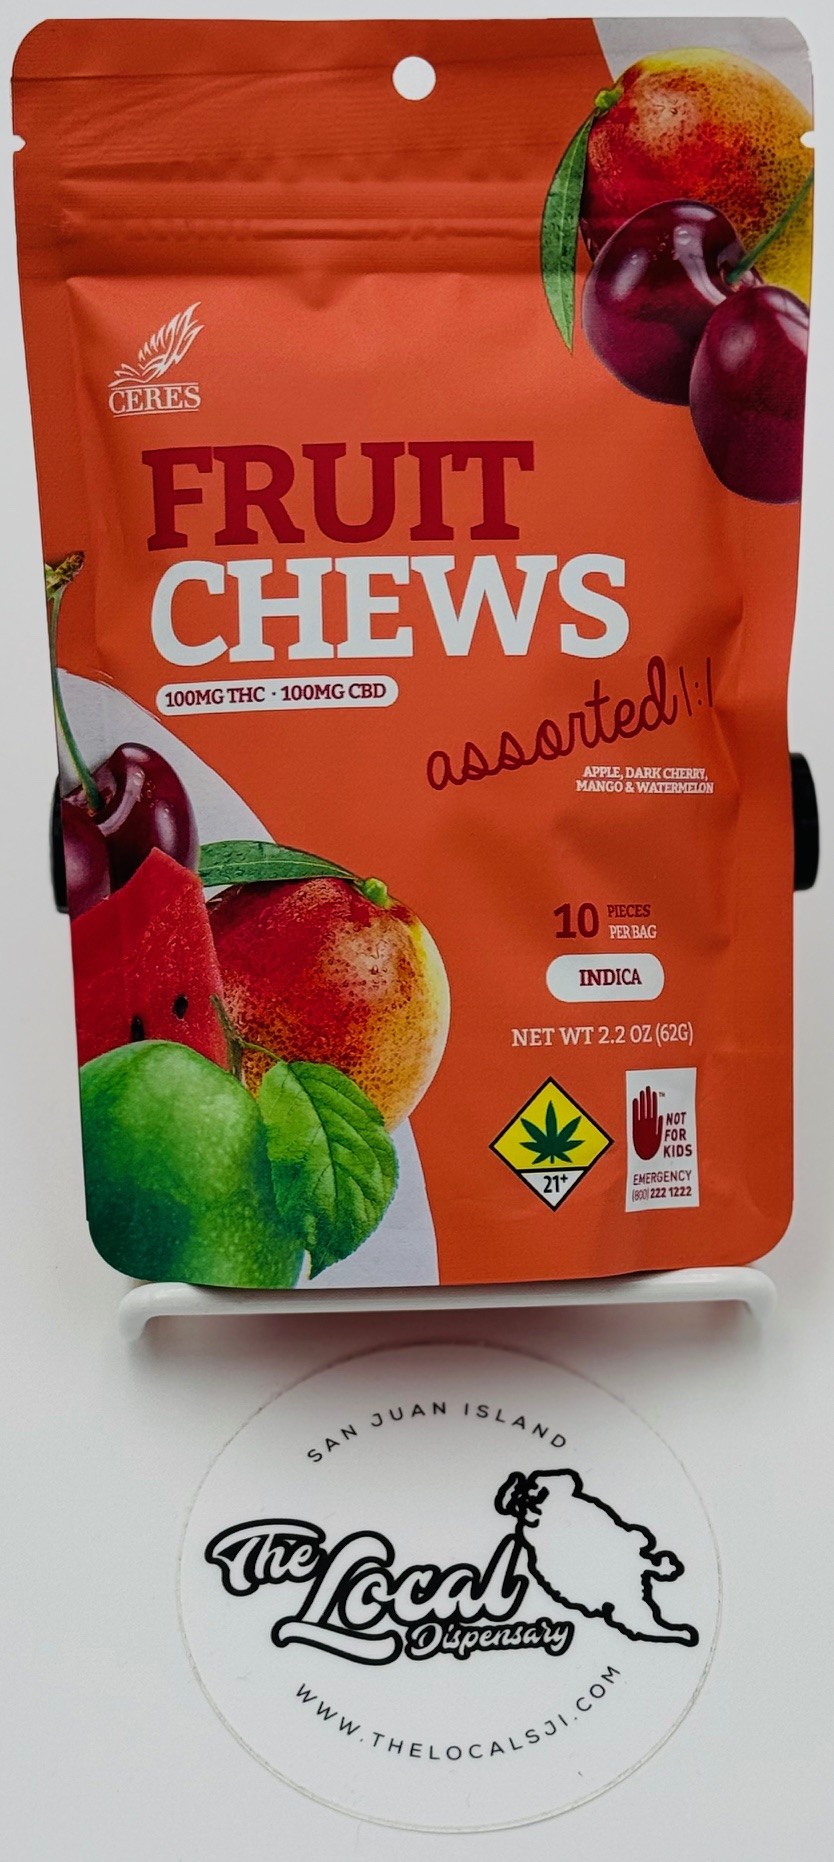 CERES
FRUIT
CHEWS
100MG THC · 100MG CBD
assorted 1:1
APPLE, DARK CHERRY,
MANGO & WATERMELON
10 PIECES
PER BAG
INDICA
NET WT 2.2 OZ (62G)
21+
™
NOT
FOR
KIDS
EMERGENCY
(800) 222 1222
SAN JUAN ISLAND
The Local
Dispensary
WWW.THELOCALSJI.COM